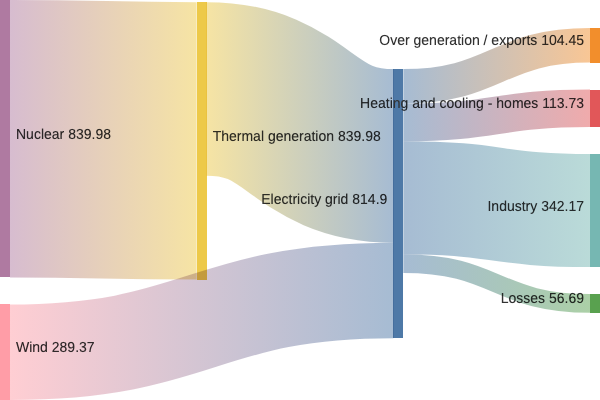 Over generation / exports 104.45
Heating and cooling - homes 113.73
Nuclear 839.98
Thermal generation 839.98
Electricity grid 814.9
Industry 342.17
Losses 56.69
Wind 289.37